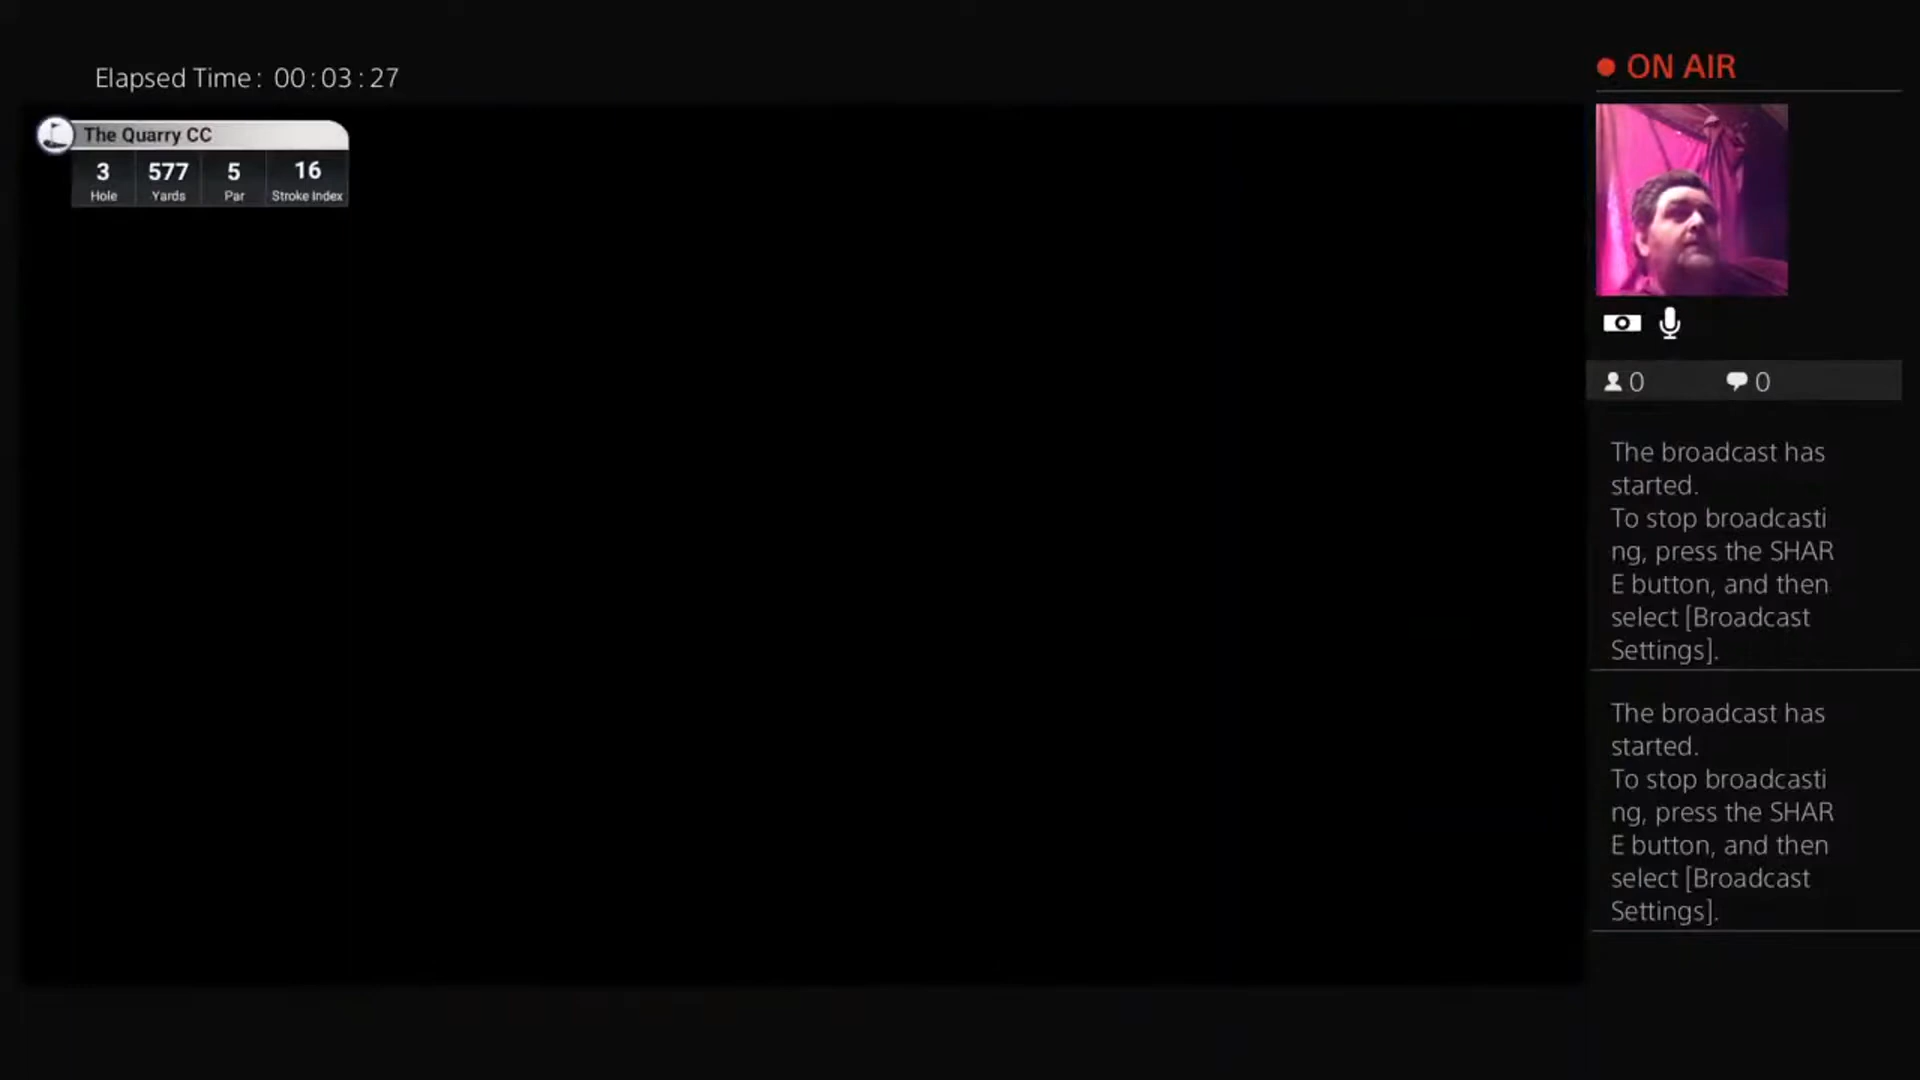 Elapsed Time: 00:03:27
ON AIR
The Quarry CC
3 577 5 16
Hole Yards Par Stroke Index
0 0
The broadcast has
started.
To stop broadcasti
ng, press the SHAR
E button, and then
select [Broadcast
Settings].
The broadcast has
started.
To stop broadcasti
ng, press the SHAR
E button, and then
select [Broadcast
Settings].